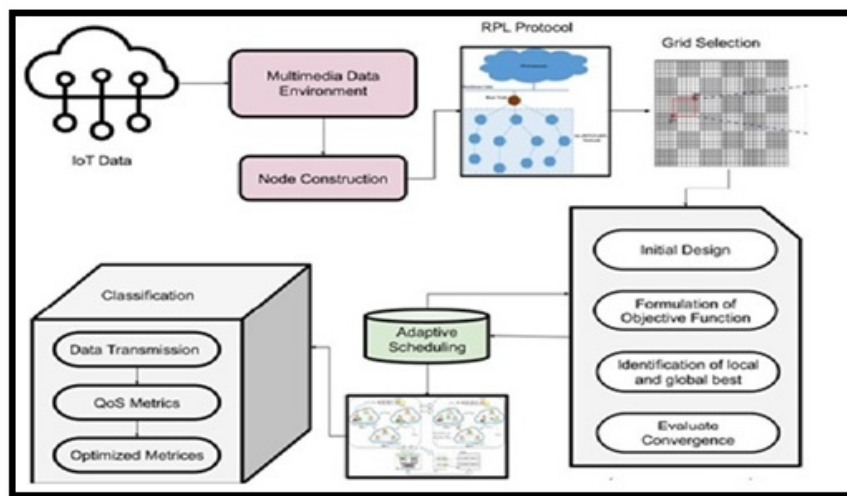 RPL Protocol
Grid Selection
IoT Data
Multimedia Data
Environment
Node Construction
Initial Design
Formulation of
Objective Function
Identification of local
and global best
Evaluate
Convergence
Adaptive
Scheduling
Classification
Data Transmission
QoS Metrics
Optimized Metrices